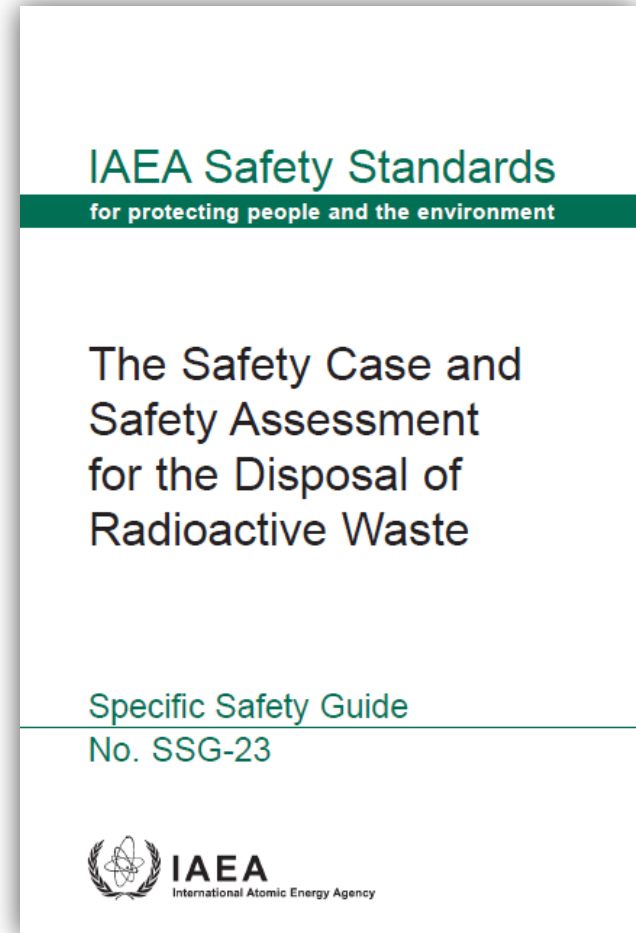 IAEA Safety Standards
for protecting people and the environment
The Safety Case and
Safety Assessment
for the Disposal of
Radioactive Waste
Specific Safety Guide
No. SSG-23
IAEA
International Atomic Energy Agency